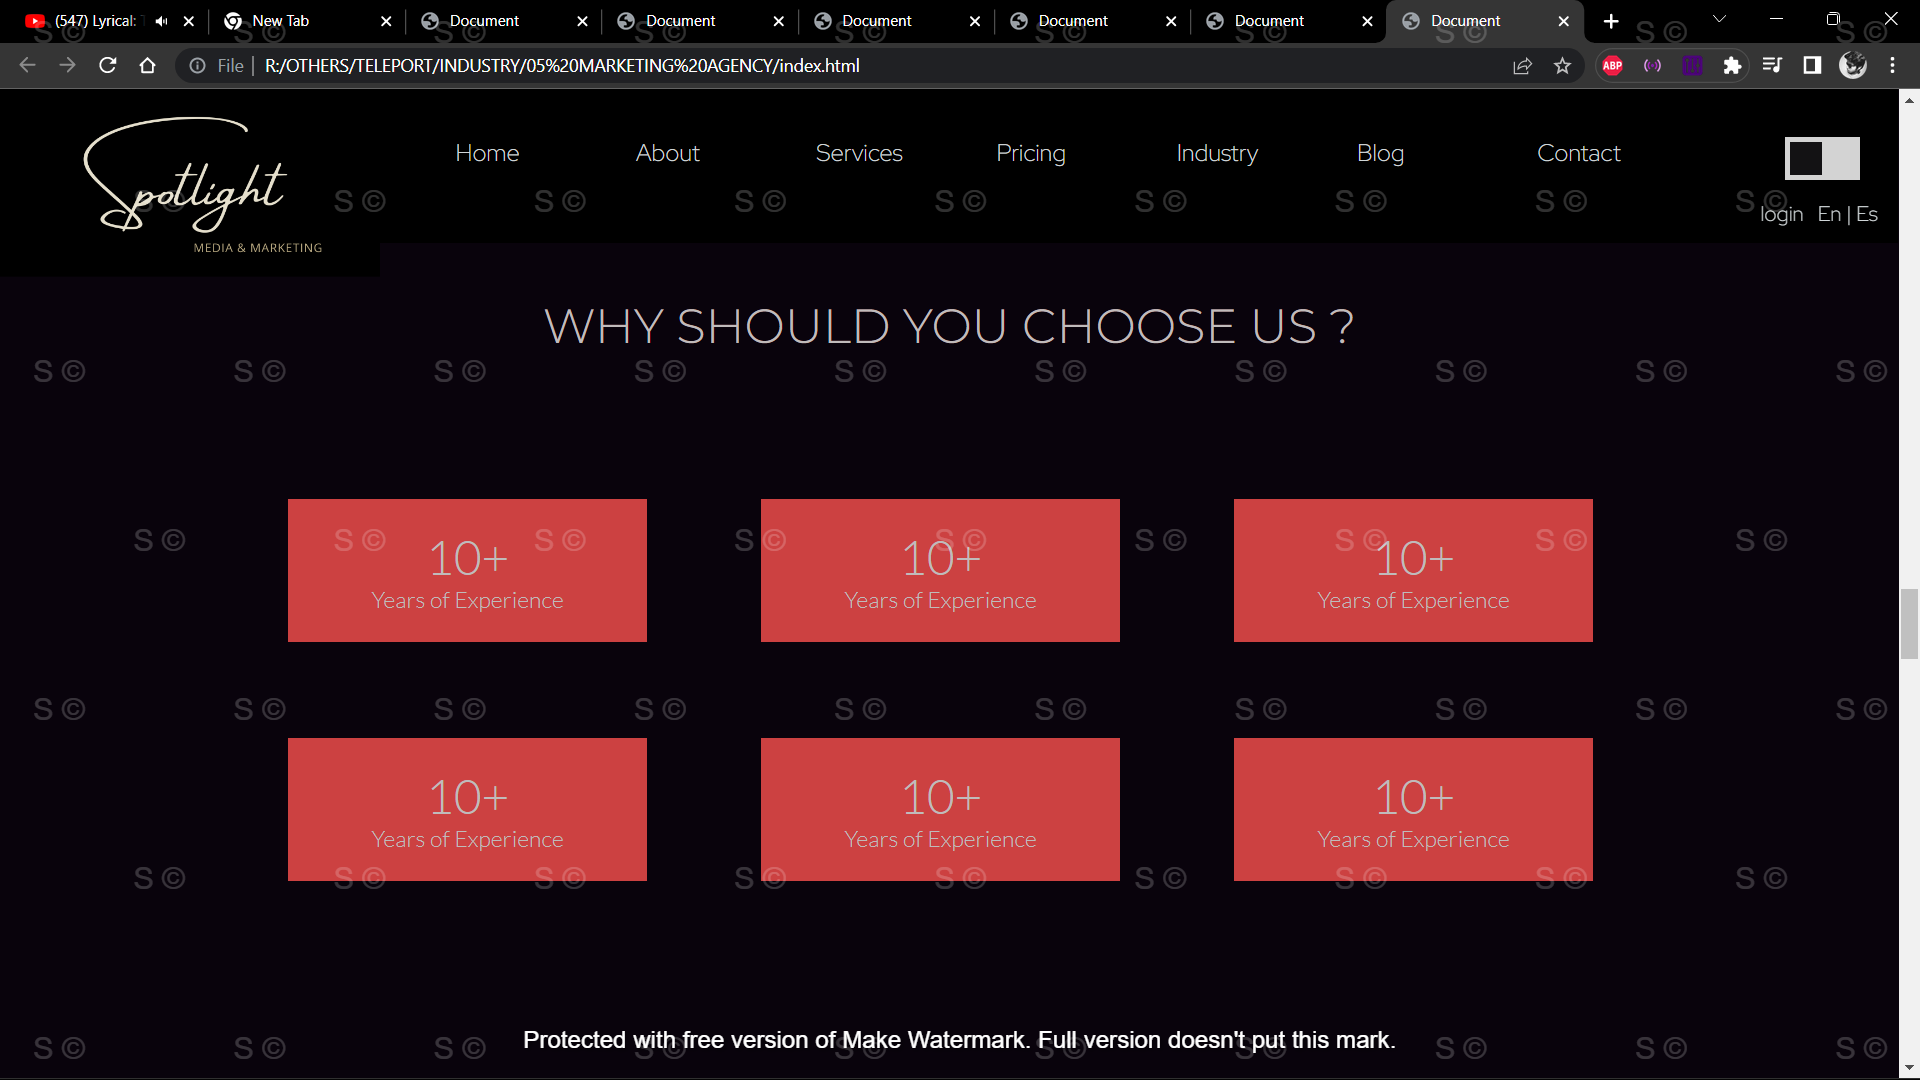 (547) Lyrical:
New Tab
Document
Document
Document
Document
Document
Document
File
R:/OTHERS/TELEPORT/INDUSTRY/05%20MARKETING%20AGENCY/index.html
ABP
Spotlight
MEDIA & MARKETING
Home
About
Services
Pricing
Industry
Blog
Contact
login En | Es
WHY SHOULD YOU CHOOSE US ?
10+
Years of Experience
10+
Years of Experience
10+
Years of Experience
10+
Years of Experience
10+
Years of Experience
10+
Years of Experience
S ©
Protected with free version of Make Watermark. Full version doesn't put this mark.